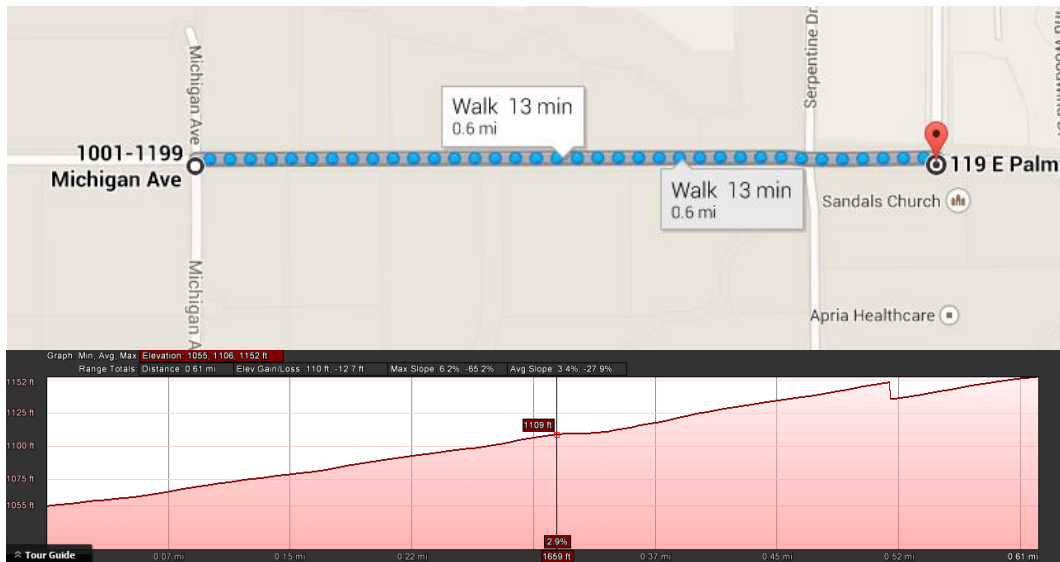 Michigan Ave
Serpentine Dr
Walk 13 min
0.6 mi
1001-1199
Michigan Ave
119 E Palm
Walk 13 min
0.6 mi
Sandals Church
Michigan A
Apria Healthcare
Graph: Min, Avg, Max Elevation: 1055, 1106, 1152 ft
Range Totals: Distance: 0.61 mi Elev Gain/Loss: 110 ft, -12.7 ft Max Slope: 6.2%, -65.2% Avg Slope: 3.4%, -27.9%
1152 ft
1125 ft
1109 ft
1100 ft
1075 ft
1055 ft
2.9%
Tour Guide 0.07 mi 0.15 mi 0.22 mi 1659 ft 0.37 mi 0.45 mi 0.52 mi 0.61 mi